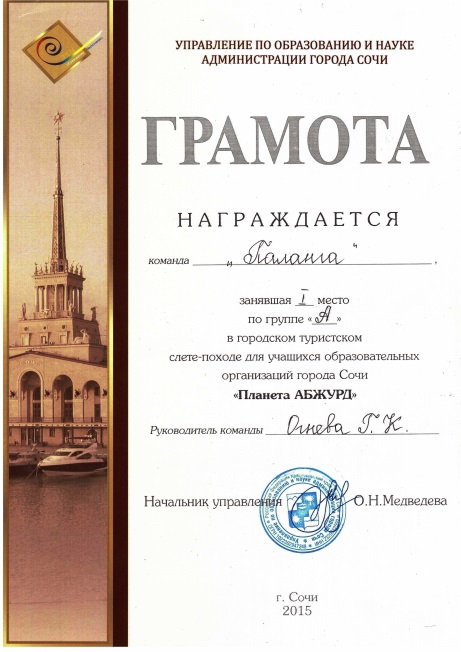 УПРАВЛЕНИЕ ПО ОБРАЗОВАНИЮ И НАУКЕ
АДМИНИСТРАЦИИ ГОРОДА СОЧИ
ГРАМОТА
НАГРАЖДАЕТСЯ
команда „Паланга“,
занявшая I место
по группе «А»
в городском туристском
слете-походе для учащихся образовательных
организаций города Сочи
«Планета АБЖУРД»
Руководитель команды Огнева Г. К.
Начальник управления О.Н.Медведева
г. Сочи
2015